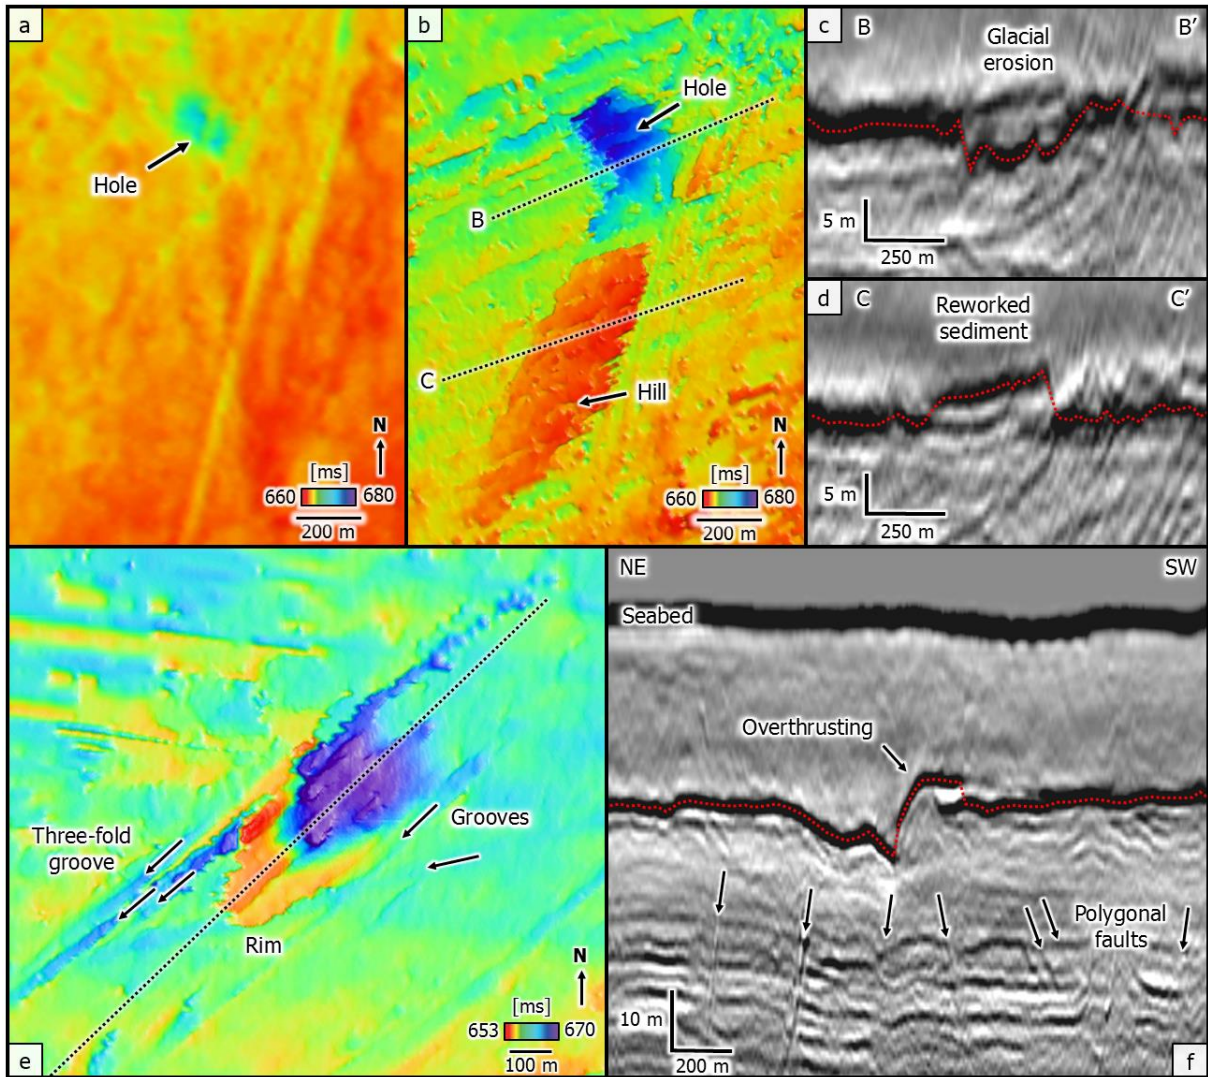 a
Hole
N
[ms]
660 680
200 m
b
Hole
B
C
Hill
N
[ms]
660 680
200 m
c B B′
Glacial
erosion
5 m
250 m
d C C′
Reworked
sediment
5 m
250 m
Three-fold
groove
Grooves
Rim
N
[ms]
653 670
100 m
e
NE SW
Seabed
Overthrusting
Polygonal
faults
10 m
200 m
f